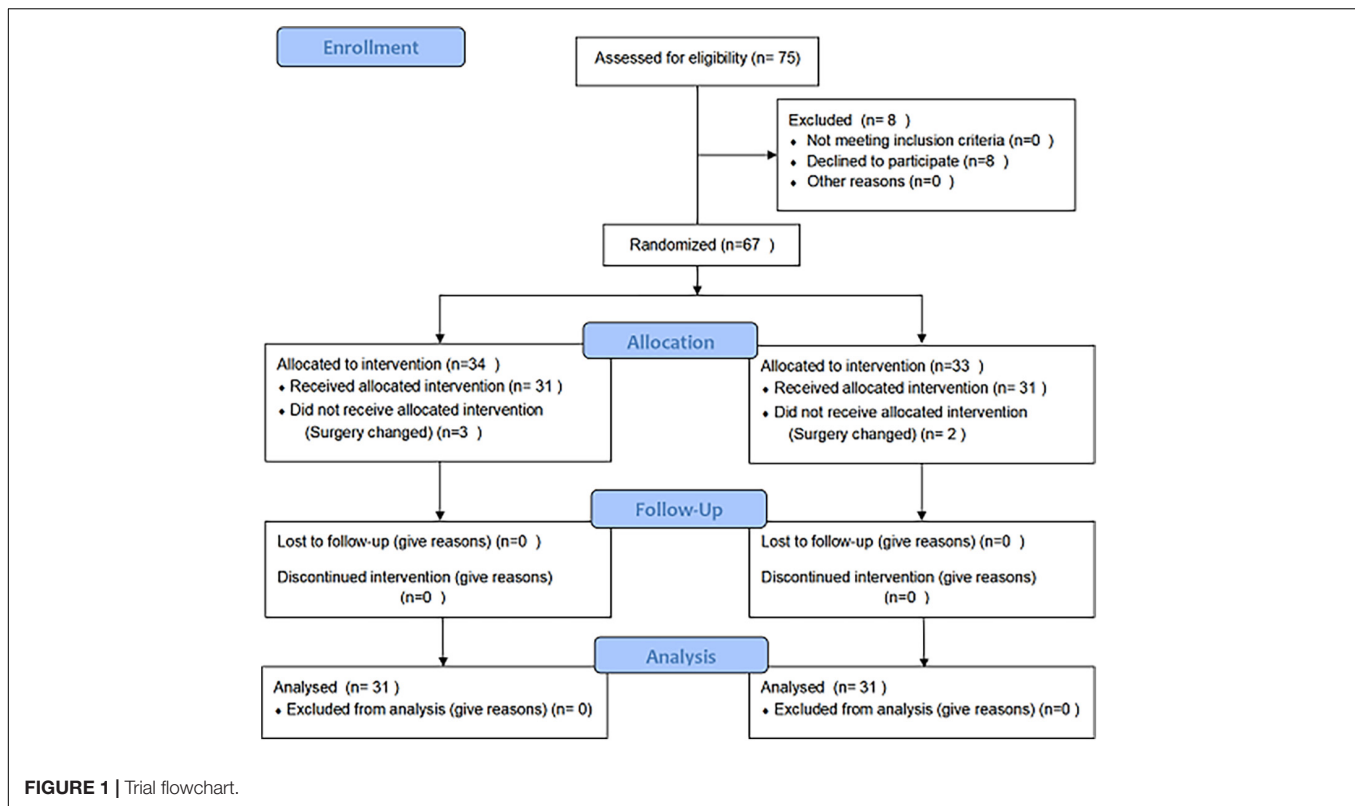 Enrollment
Assessed for eligibility (n= 75)
Excluded (n= 8 )
♦ Not meeting inclusion criteria (n=0 )
♦ Declined to participate (n=8 )
♦ Other reasons (n=0 )
Randomized (n=67 )
Allocation
Allocated to intervention (n=34 )
♦ Received allocated intervention (n= 31 )
♦ Did not receive allocated intervention
(Surgery changed) (n=3 )
Allocated to intervention (n=33 )
♦ Received allocated intervention (n= 31 )
♦ Did not receive allocated intervention
(Surgery changed) (n= 2 )
Follow-Up
Lost to follow-up (give reasons) (n=0 )
Discontinued intervention (give reasons)
(n=0 )
Lost to follow-up (give reasons) (n=0 )
Discontinued intervention (give reasons)
(n=0 )
Analysis
Analysed (n= 31 )
♦ Excluded from analysis (give reasons) (n= 0)
Analysed (n= 31 )
♦ Excluded from analysis (give reasons) (n=0 )
FIGURE 1 | Trial flowchart.